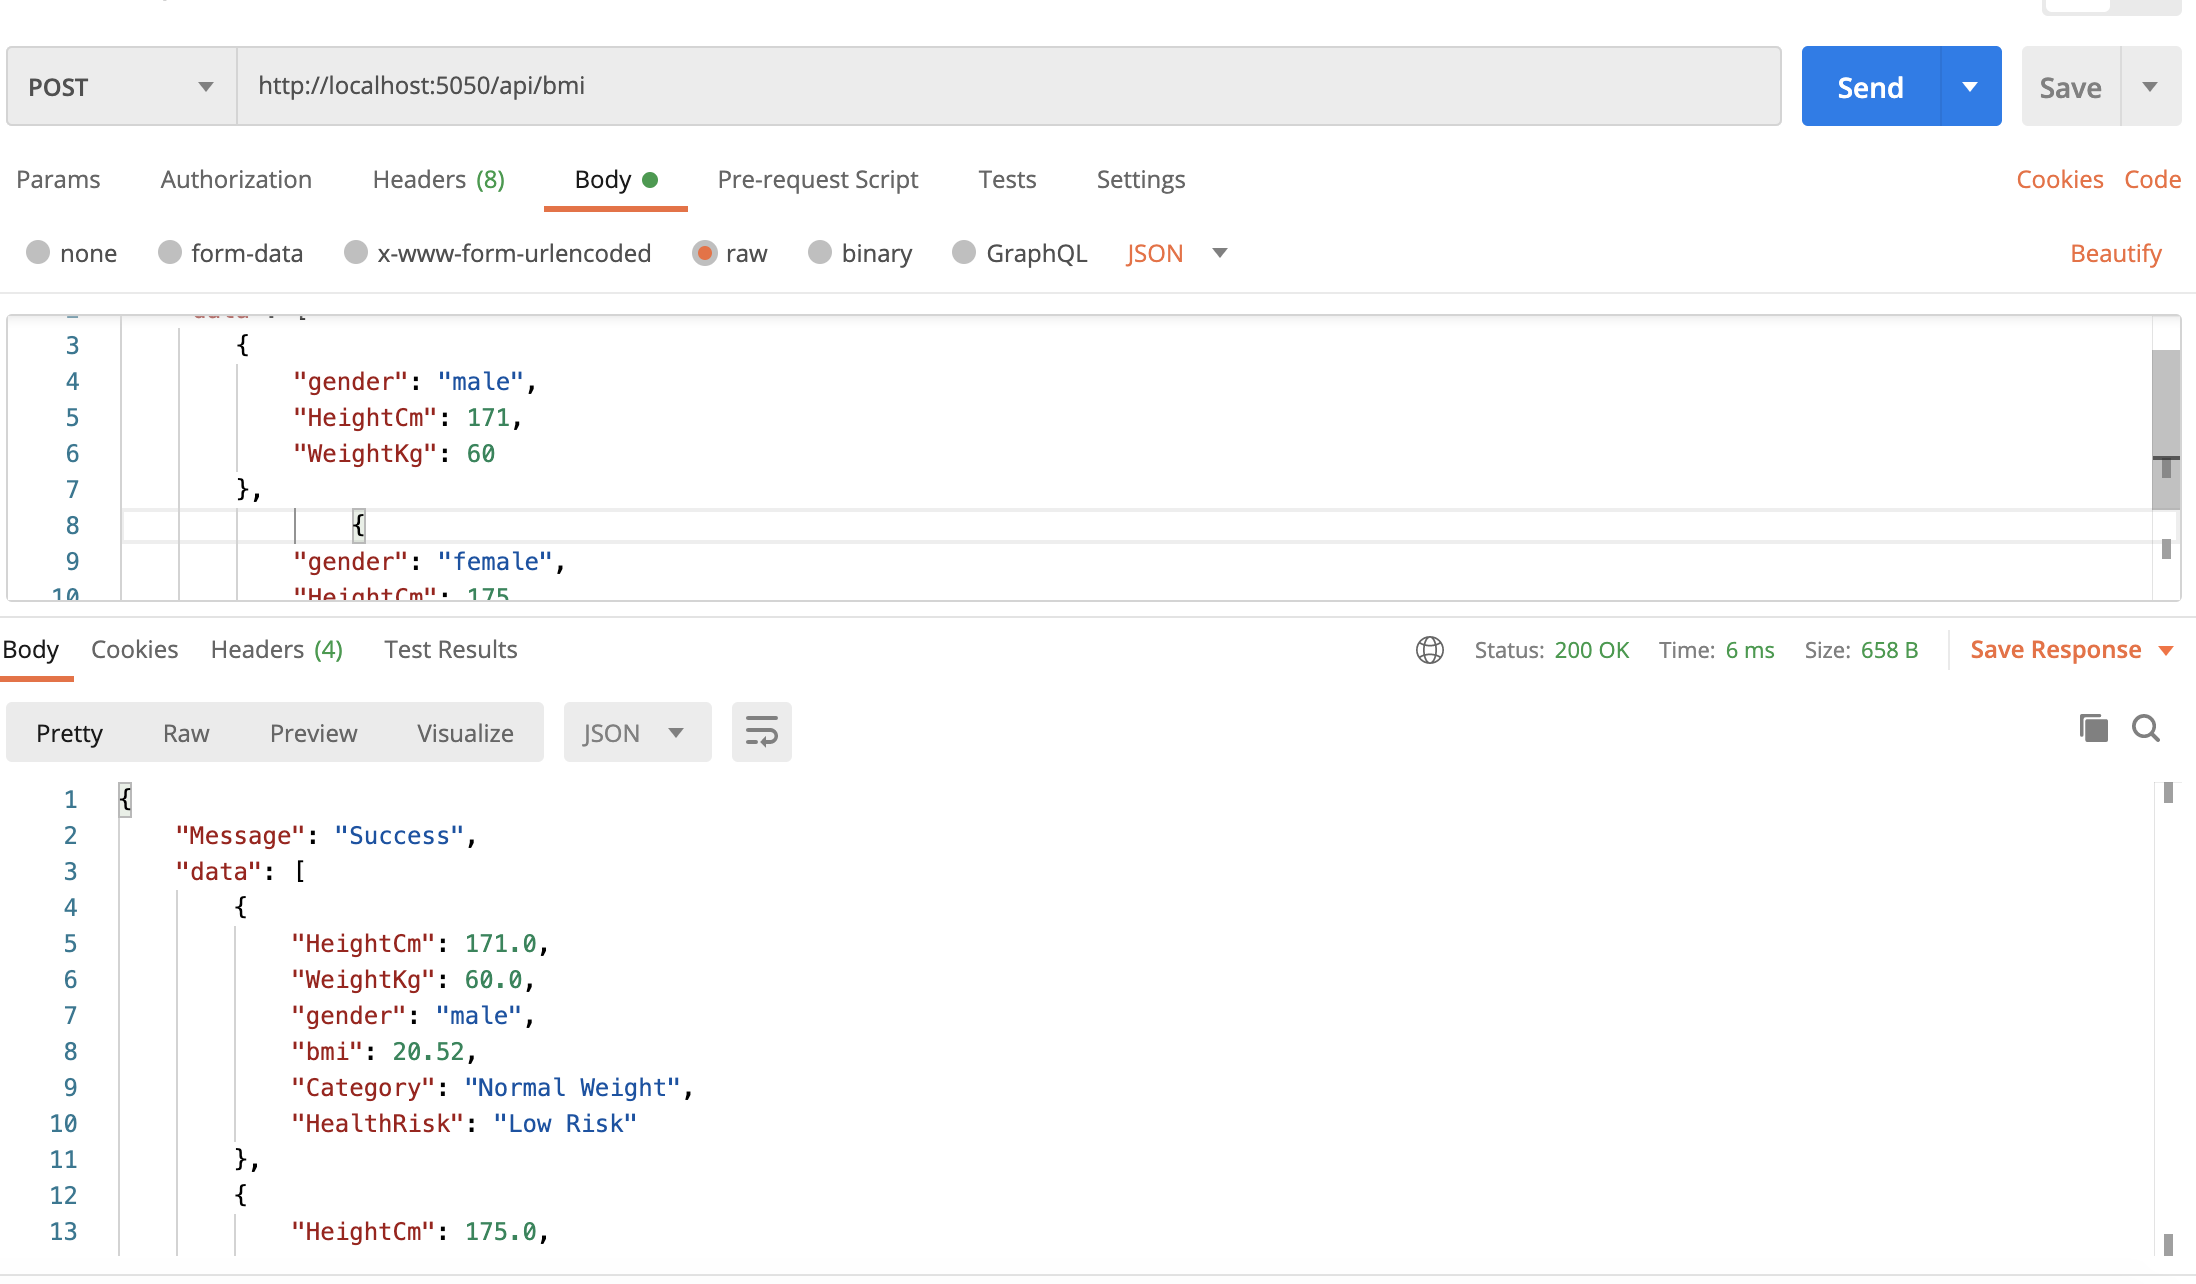 POST http://localhost:5050/api/bmi Send Save
Params Authorization Headers (8) Body Pre-request Script Tests Settings Cookies Code
none form-data x-www-form-urlencoded raw binary GraphQL JSON Beautify
3 {
4 "gender": "male",
5 "HeightCm": 171,
6 "WeightKg": 60
7 },
8 {
9 "gender": "female",
10 "HeightCm": 175
Body Cookies Headers (4) Test Results Status: 200 OK Time: 6 ms Size: 658 B Save Response
Pretty Raw Preview Visualize JSON
1 {
2 "Message": "Success",
3 "data": [
4 {
5 "HeightCm": 171.0,
6 "WeightKg": 60.0,
7 "gender": "male",
8 "bmi": 20.52,
9 "Category": "Normal Weight",
10 "HealthRisk": "Low Risk"
11 },
12 {
13 "HeightCm": 175.0,